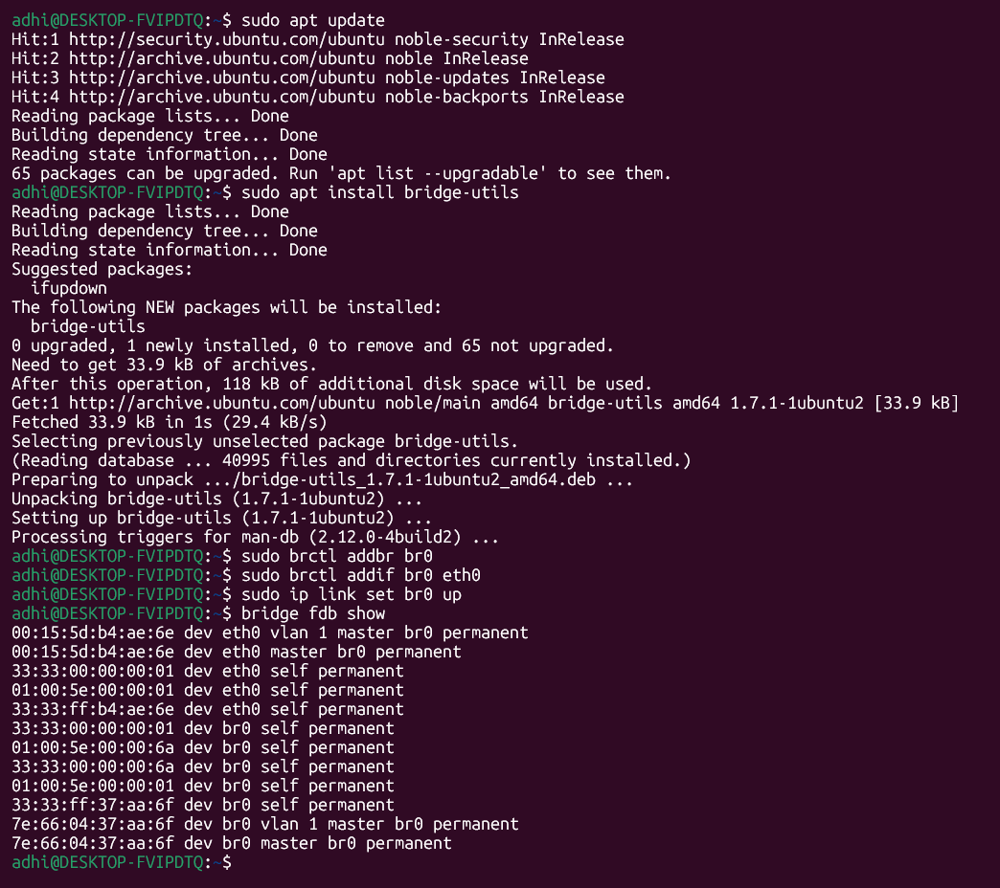 adhi@DESKTOP-FVIPDTQ:~$ sudo apt update
Hit:1 http://security.ubuntu.com/ubuntu noble-security InRelease
Hit:2 http://archive.ubuntu.com/ubuntu noble InRelease
Hit:3 http://archive.ubuntu.com/ubuntu noble-updates InRelease
Hit:4 http://archive.ubuntu.com/ubuntu noble-backports InRelease
Reading package lists... Done
Building dependency tree... Done
Reading state information... Done
65 packages can be upgraded. Run 'apt list --upgradable' to see them.
adhi@DESKTOP-FVIPDTQ:~$ sudo apt install bridge-utils
Reading package lists... Done
Building dependency tree... Done
Reading state information... Done
Suggested packages:
  ifupdown
The following NEW packages will be installed:
  bridge-utils
0 upgraded, 1 newly installed, 0 to remove and 65 not upgraded.
Need to get 33.9 kB of archives.
After this operation, 118 kB of additional disk space will be used.
Get:1 http://archive.ubuntu.com/ubuntu noble/main amd64 bridge-utils amd64 1.7.1-1ubuntu2 [33.9 kB]
Fetched 33.9 kB in 1s (29.4 kB/s)
Selecting previously unselected package bridge-utils.
(Reading database ... 40995 files and directories currently installed.)
Preparing to unpack .../bridge-utils_1.7.1-1ubuntu2_amd64.deb ...
Unpacking bridge-utils (1.7.1-1ubuntu2) ...
Setting up bridge-utils (1.7.1-1ubuntu2) ...
Processing triggers for man-db (2.12.0-4build2) ...
adhi@DESKTOP-FVIPDTQ:~$ sudo brctl addbr br0
adhi@DESKTOP-FVIPDTQ:~$ sudo brctl addif br0 eth0
adhi@DESKTOP-FVIPDTQ:~$ sudo ip link set br0 up
adhi@DESKTOP-FVIPDTQ:~$ bridge fdb show
00:15:5d:b4:ae:6e dev eth0 vlan 1 master br0 permanent
00:15:5d:b4:ae:6e dev eth0 master br0 permanent
33:33:00:00:00:01 dev eth0 self permanent
01:00:5e:00:00:01 dev eth0 self permanent
33:33:ff:b4:ae:6e dev eth0 self permanent
33:33:00:00:00:01 dev br0 self permanent
01:00:5e:00:00:6a dev br0 self permanent
33:33:00:00:00:6a dev br0 self permanent
01:00:5e:00:00:01 dev br0 self permanent
33:33:ff:37:aa:6f dev br0 self permanent
7e:66:04:37:aa:6f dev br0 vlan 1 master br0 permanent
7e:66:04:37:aa:6f dev br0 master br0 permanent
adhi@DESKTOP-FVIPDTQ:~$